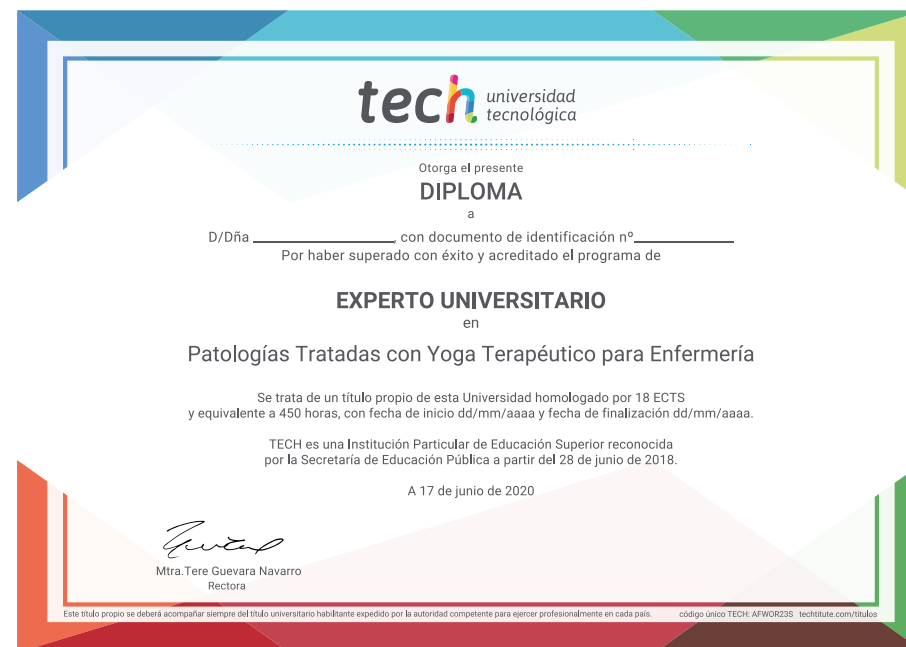 tech universidad
tecnológica
Otorga el presente
DIPLOMA
a
D/Dña ____________, con documento de identificación nº____________
Por haber superado con éxito y acreditado el programa de
EXPERTO UNIVERSITARIO
en
Patologías Tratadas con Yoga Terapéutico para Enfermería
Se trata de un título propio de esta Universidad homologado por 18 ECTS
y equivalente a 450 horas, con fecha de inicio dd/mm/aaaa y fecha de finalización dd/mm/aaaa.
TECH es una Institución Particular de Educación Superior reconocida
por la Secretaría de Educación Pública a partir del 28 de junio de 2018.
A 17 de junio de 2020
Mtra.Tere Guevara Navarro
Rectora
Este título propio se deberá acompañar siempre del título universitario habilitante expedido por la autoridad competente para ejercer profesionalmente en cada país. código único TECH: AFWOR23S techtitute.com/títulos